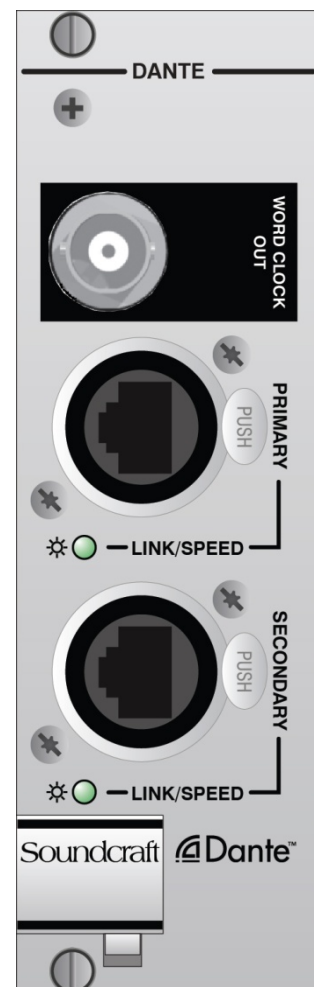 DANTE
WORD CLOCK
OUT
PRIMARY
PUSH
LINK/SPEED
SECONDARY
PUSH
LINK/SPEED
Soundcraft
Dante™